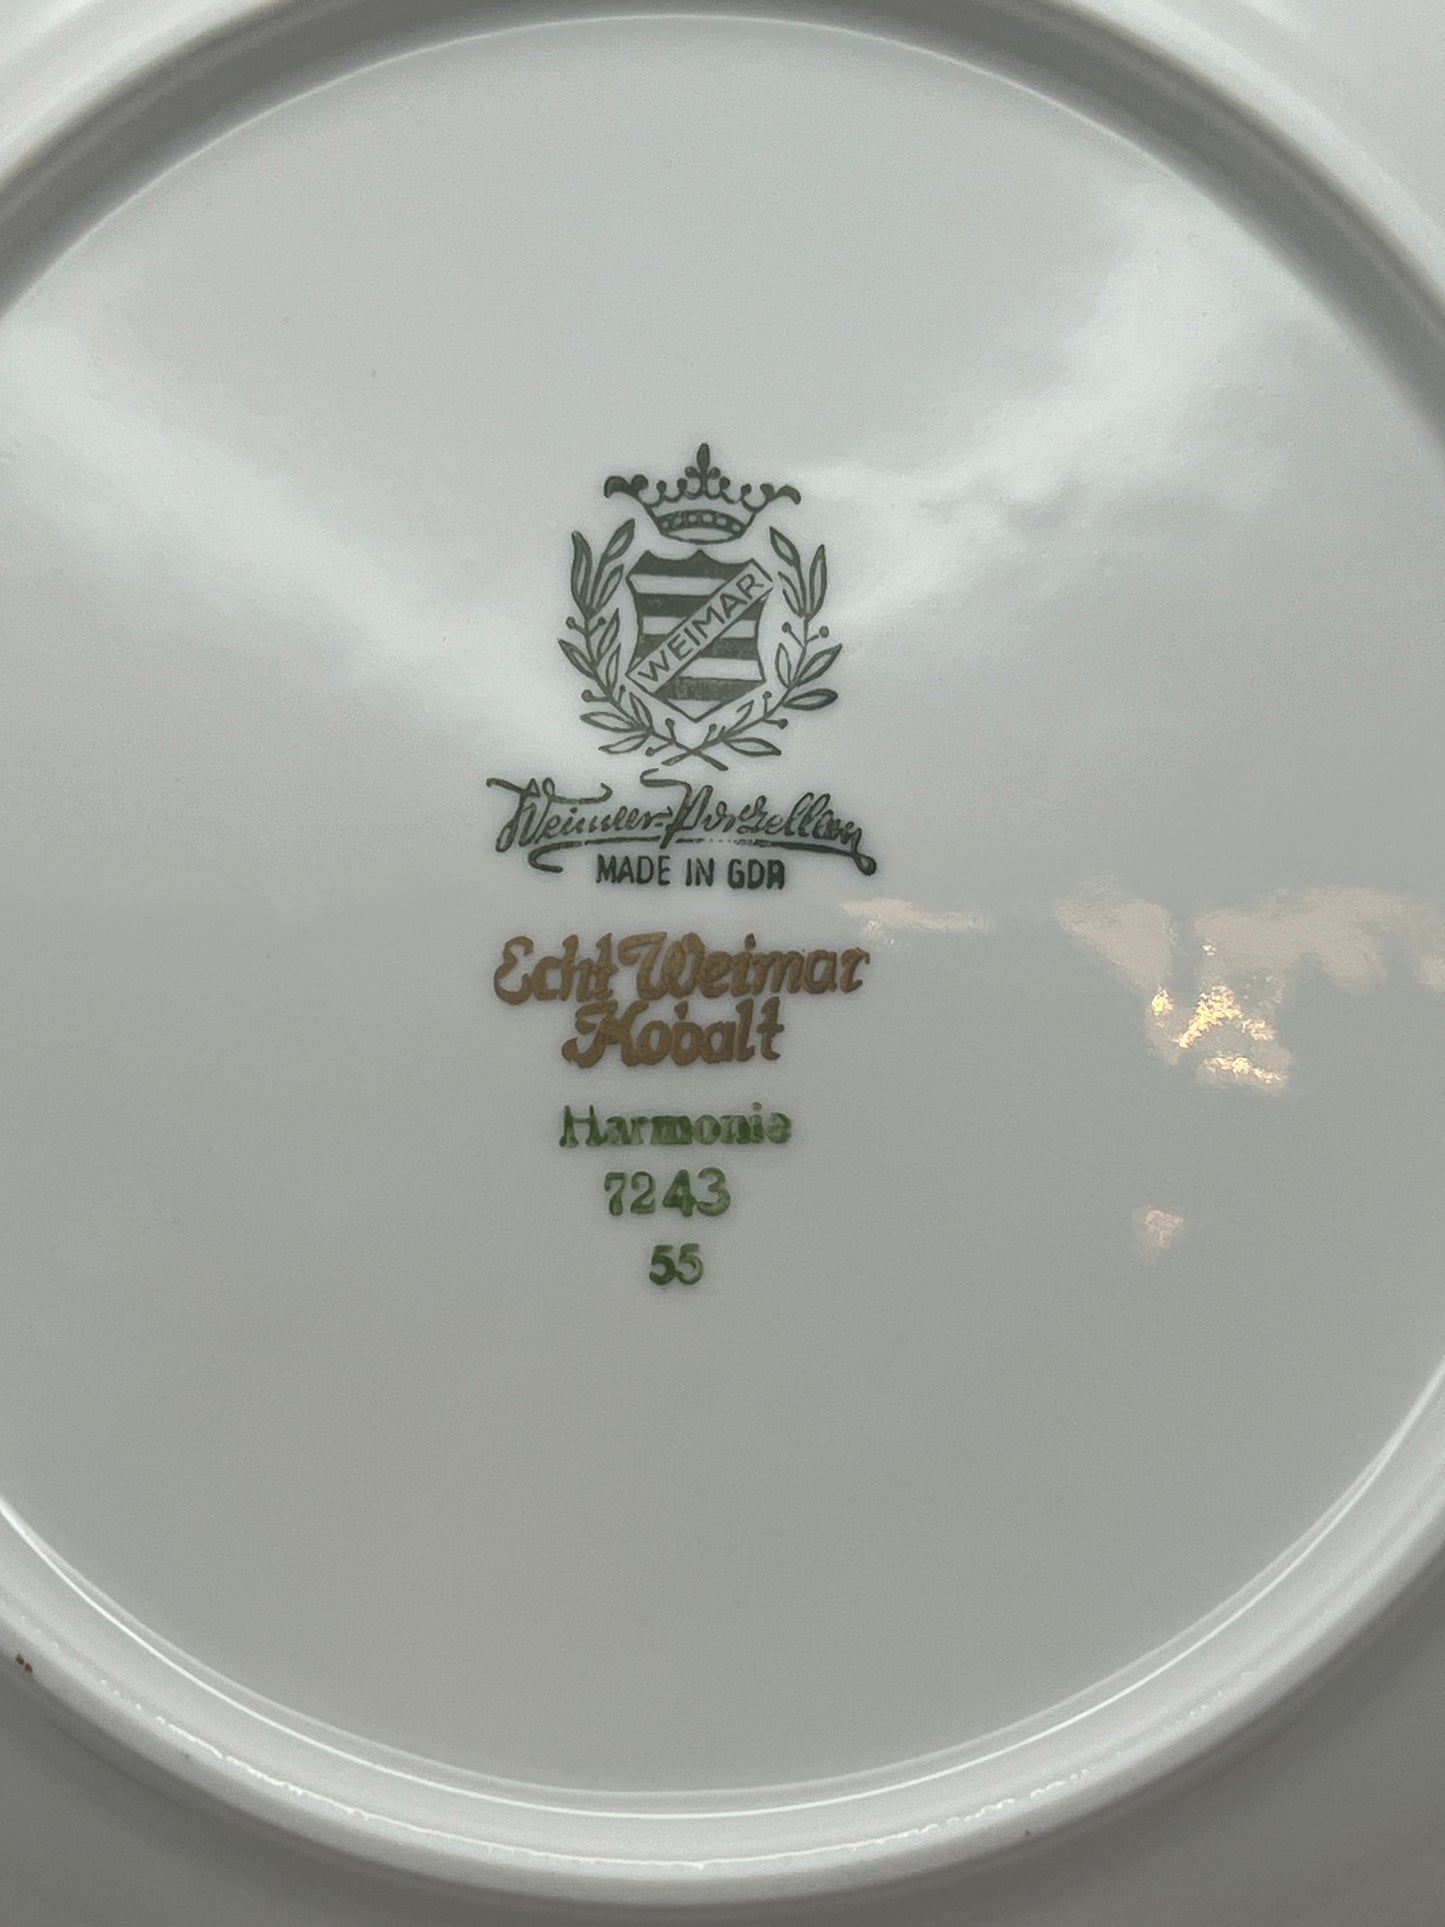 WEIMAR
Weimar-Porzellan
MADE IN GDR
Echt Weimar
Kobalt
Harmonie
7243
55